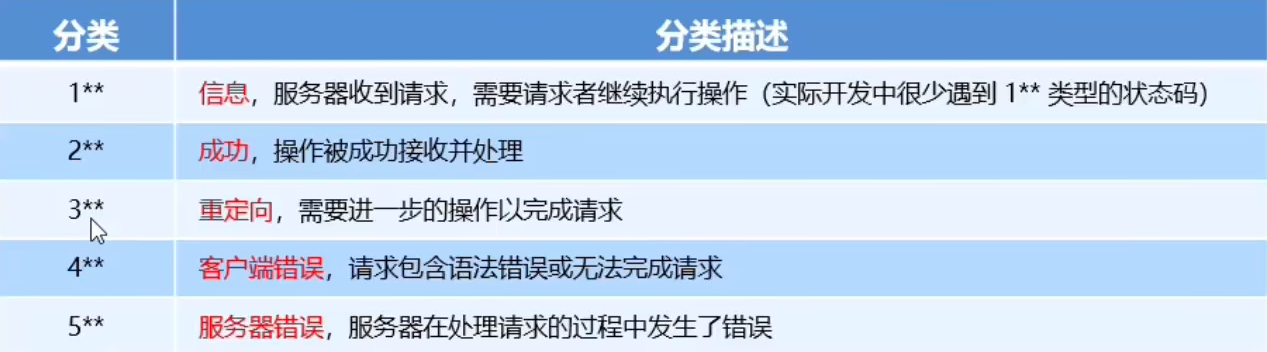 分类 分类描述
1** 信息，服务器收到请求，需要请求者继续执行操作（实际开发中很少遇到 1** 类型的状态码）
2** 成功，操作被成功接收并处理
3** 重定向，需要进一步的操作以完成请求
4** 客户端错误，请求包含语法错误或无法完成请求
5** 服务器错误，服务器在处理请求的过程中发生了错误